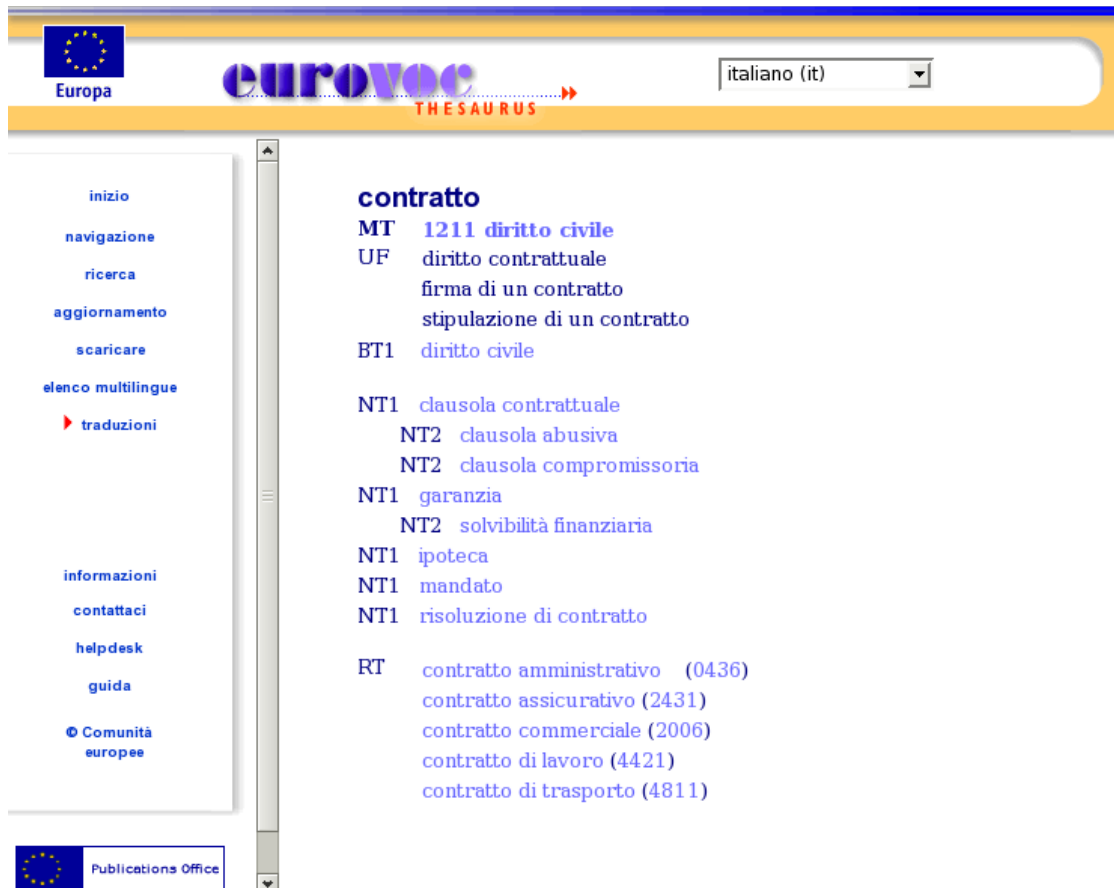 Europa
eurovoc
THESAURUS
italiano (it)
inizio
navigazione
ricerca
aggiornamento
scaricare
elenco multilingue
traduzioni
informazioni
contattaci
helpdesk
guida
© Comunità
europee
Publications Office
contratto
MT 1211 diritto civile
UF diritto contrattuale
firma di un contratto
stipulazione di un contratto
BT1 diritto civile
NT1 clausola contrattuale
NT2 clausola abusiva
NT2 clausola compromissoria
NT1 garanzia
NT2 solvibilità finanziaria
NT1 ipoteca
NT1 mandato
NT1 risoluzione di contratto
RT contratto amministrativo (0436)
contratto assicurativo (2431)
contratto commerciale (2006)
contratto di lavoro (4421)
contratto di trasporto (4811)